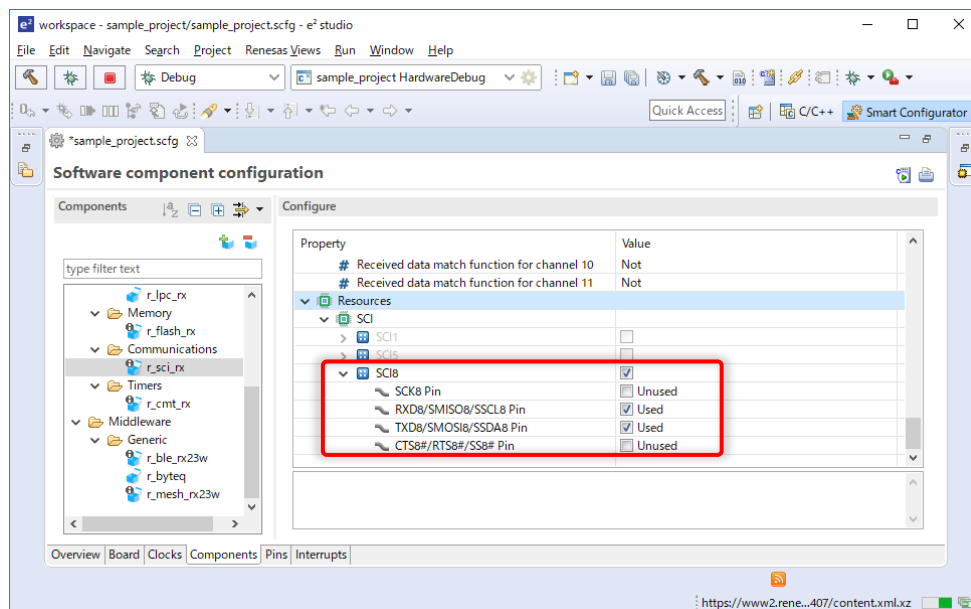 e² workspace - sample_project/sample_project.scfg - e² studio
File Edit Navigate Search Project Renesas Views Run Window Help
Debug
sample_project HardwareDebug
Quick Access
C/C++
Smart Configurator
*sample_project.scfg
Software component configuration
Components
Configure
type filter text
r_lpc_rx
Memory
r_flash_rx
Communications
r_sci_rx
Timers
r_cmt_rx
Middleware
Generic
r_ble_rx23w
r_byteq
r_mesh_rx23w
Property Value
# Received data match function for channel 10 Not
# Received data match function for channel 11 Not
Resources
SCI
SCI1
SCI5
SCI8
SCK8 Pin Unused
RXD8/SMISO8/SSCL8 Pin Used
TXD8/SMOSI8/SSDA8 Pin Used
CTS8#/RTS8#/SS8# Pin Unused
Overview Board Clocks Components Pins Interrupts
https://www2.rene...407/content.xml.xz